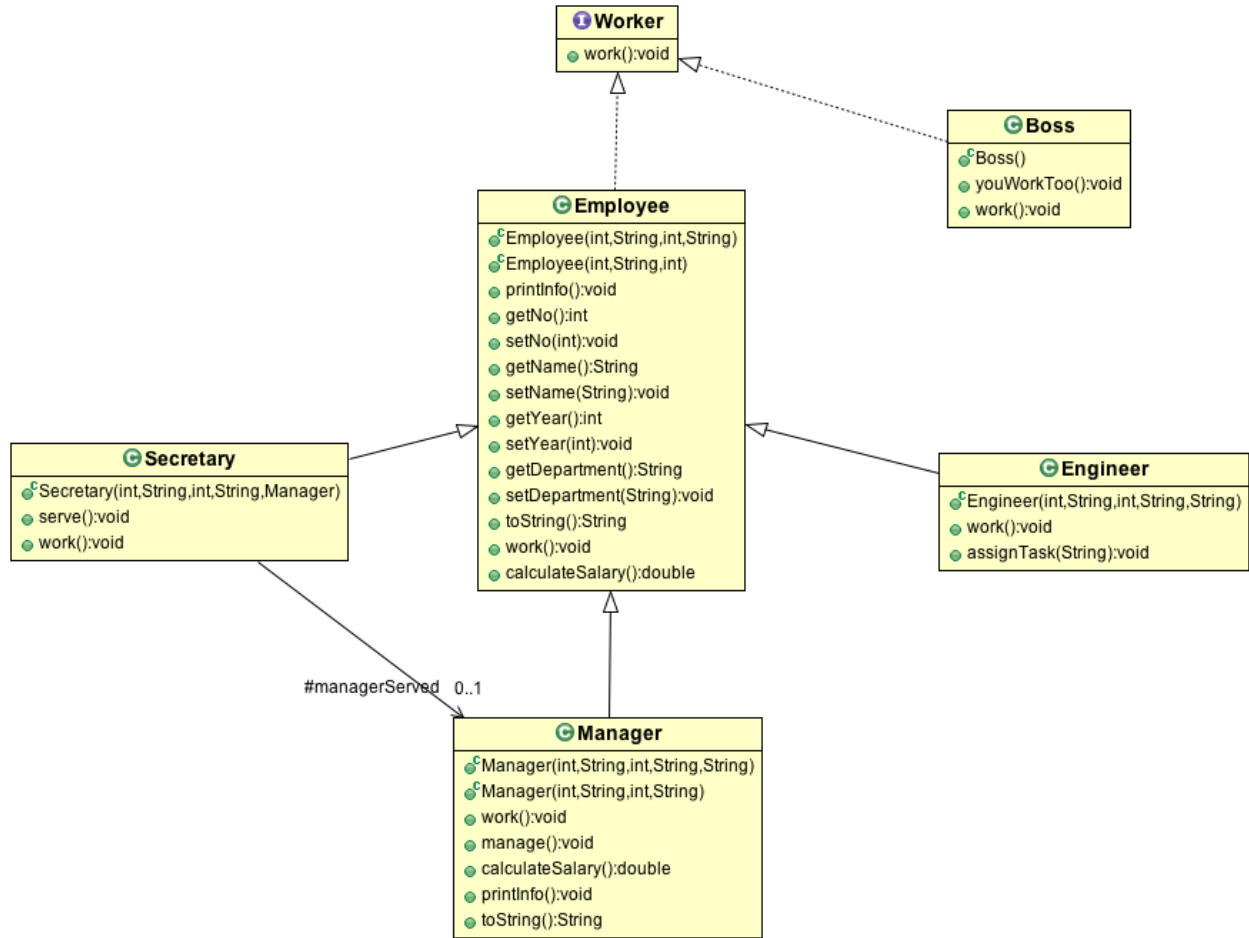 Worker
work():void
Boss
Boss()
youWorkToo():void
work():void
Employee
Employee(int,String,int,String)
Employee(int,String,int)
printInfo():void
getNo():int
setNo(int):void
getName():String
setName(String):void
getYear():int
setYear(int):void
getDepartment():String
setDepartment(String):void
toString():String
work():void
calculateSalary():double
Secretary
Secretary(int,String,int,String,Manager)
serve():void
work():void
Engineer
Engineer(int,String,int,String,String)
work():void
assignTask(String):void
#managerServed 0..1
Manager
Manager(int,String,int,String,String)
Manager(int,String,int,String)
work():void
manage():void
calculateSalary():double
printInfo():void
toString():String